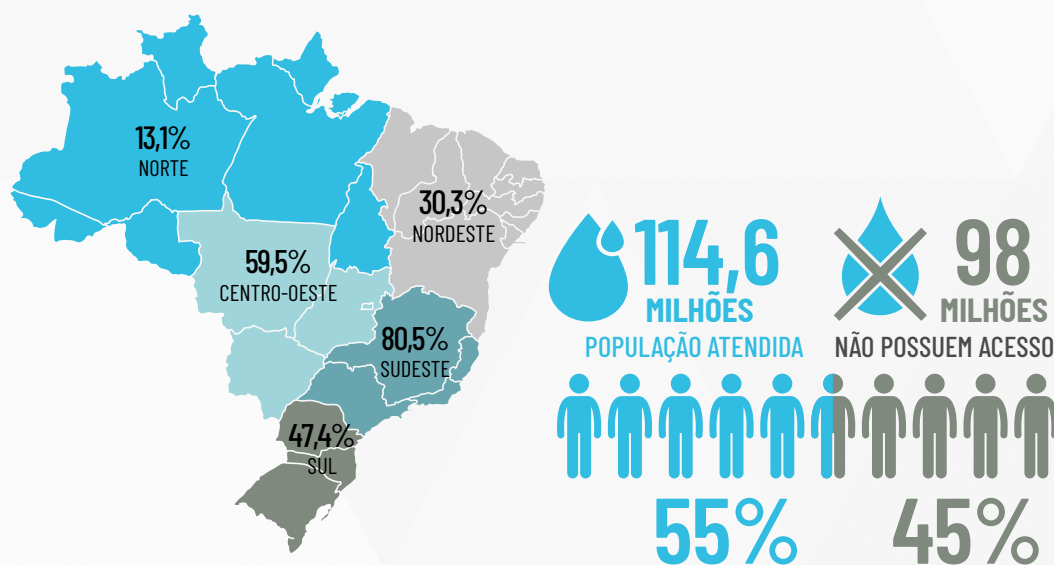 13,1%
NORTE
30,3%
NORDESTE
59,5%
CENTRO-OESTE
80,5%
SUDESTE
47,4%
SUL
114,6
MILHÕES
POPULAÇÃO ATENDIDA
55%
98
MILHÕES
NÃO POSSUEM ACESSO
45%